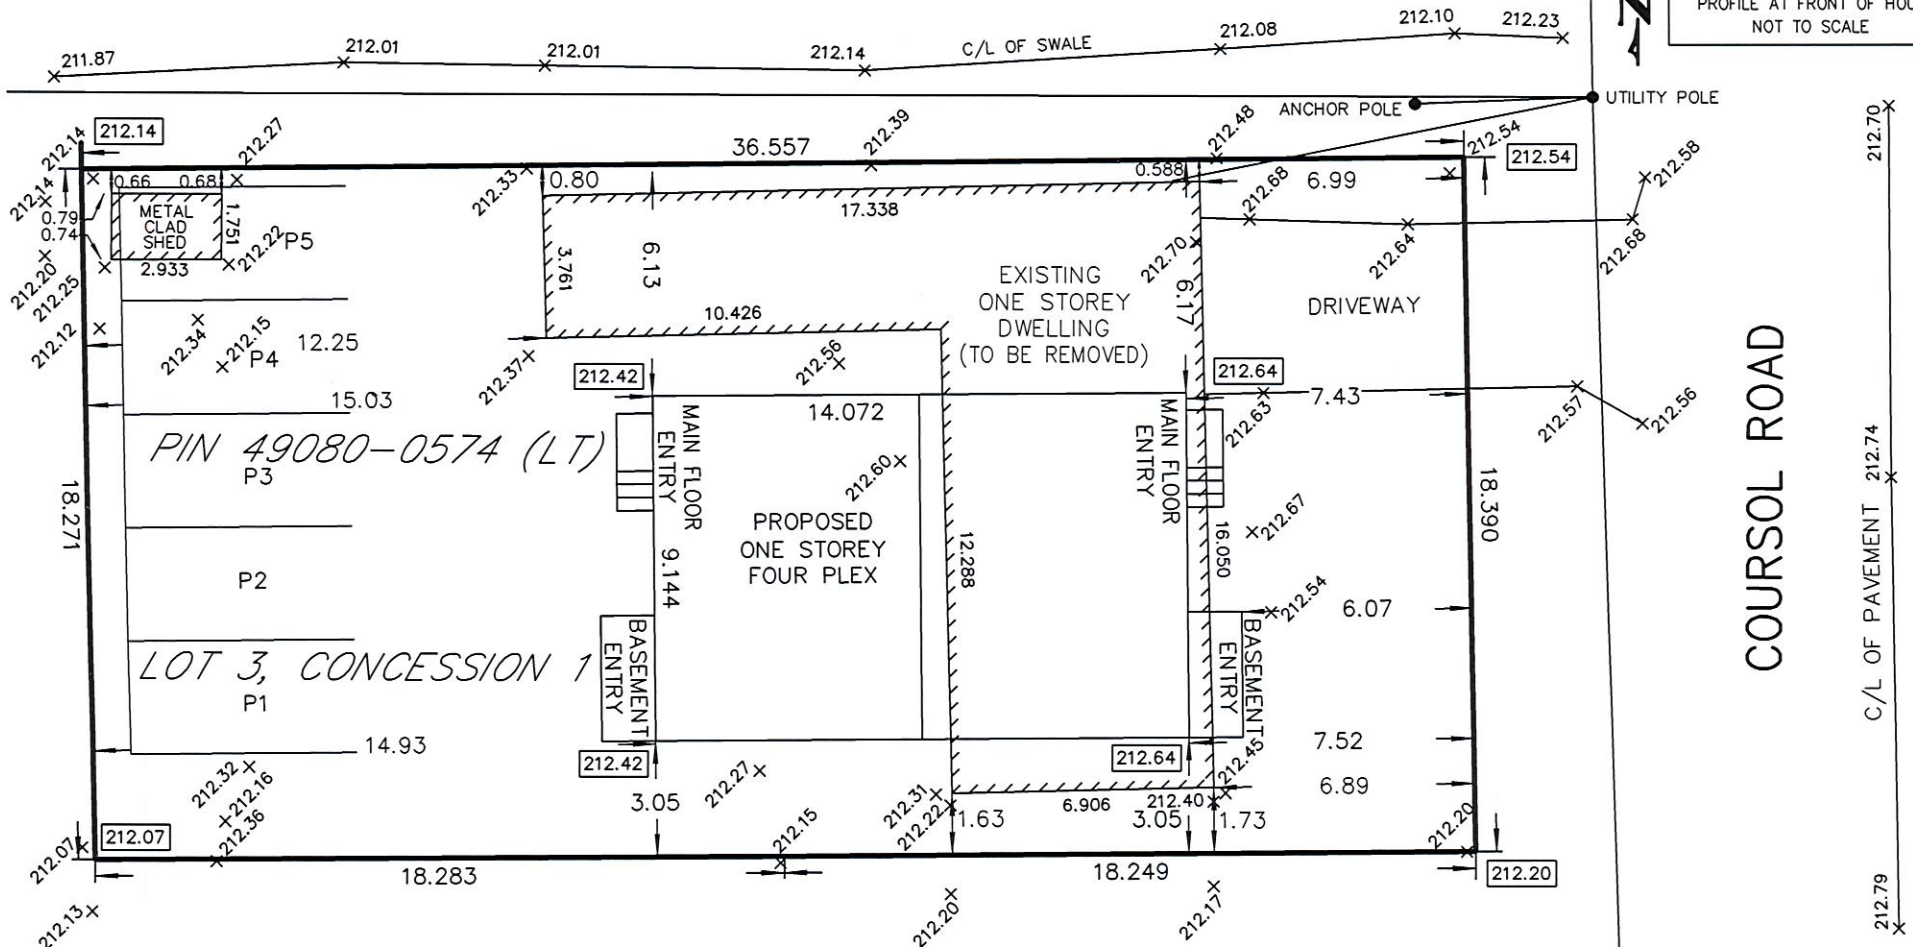 PROFILE AT FRONT OF HOU
NOT TO SCALE
N
211.87
212.01
212.01
212.14
C/L OF SWALE
212.08
212.10
212.23
ANCHOR POLE
UTILITY POLE
212.70
212.14
212.14
212.27
36.557
212.39
212.48
212.54
212.54
212.58
212.14
0.66
0.68
212.33
0.80
0.588
6.99
212.68
0.79
0.74
METAL
CLAD
SHED
1.751
2.933
212.22
P5
17.338
212.70
212.64
212.68
212.20
212.25
3.761
6.13
EXISTING
ONE STOREY
DWELLING
(TO BE REMOVED)
6.17
DRIVEWAY
212.12
212.34
212.15
P4
12.25
10.426
212.37
212.42
212.56
212.64
15.03
14.072
212.63
7.43
212.57
212.56
PIN 49080-0574 (LT)
P3
MAIN FLOOR
ENTRY
MAIN FLOOR
ENTRY
212.60
18.271
18.390
COURSOL ROAD
212.74
C/L OF PAVEMENT
PROPOSED
ONE STOREY
FOUR PLEX
9.144
12.288
16.050
212.67
P2
212.54
6.07
LOT 3, CONCESSION 1
BASEMENT
ENTRY
BASEMENT
ENTRY
P1
14.93
212.42
212.64
7.52
212.45
212.32
212.16
212.36
3.05
212.27
212.31
212.22
1.63
6.906
212.40
3.05
1.73
6.89
212.20
212.07
212.07
212.15
18.283
18.249
212.20
212.13
212.20
212.17
212.79